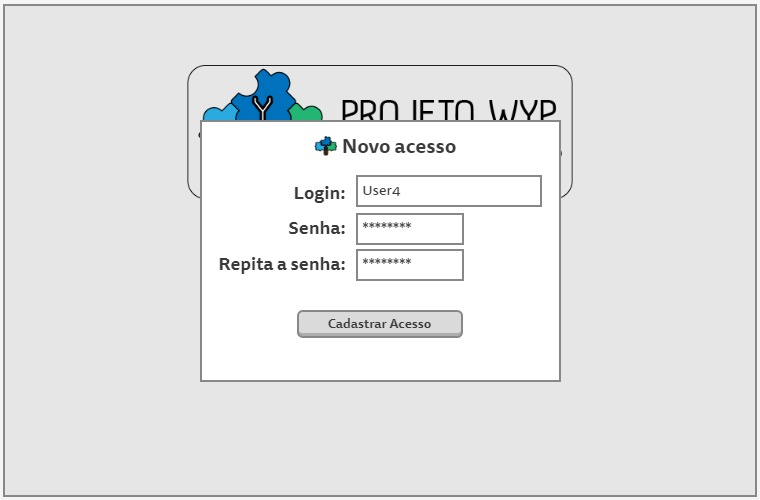 PROJETO WYP
Novo acesso
Login: User4
Senha: ********
Repita a senha: ********
Cadastrar Acesso